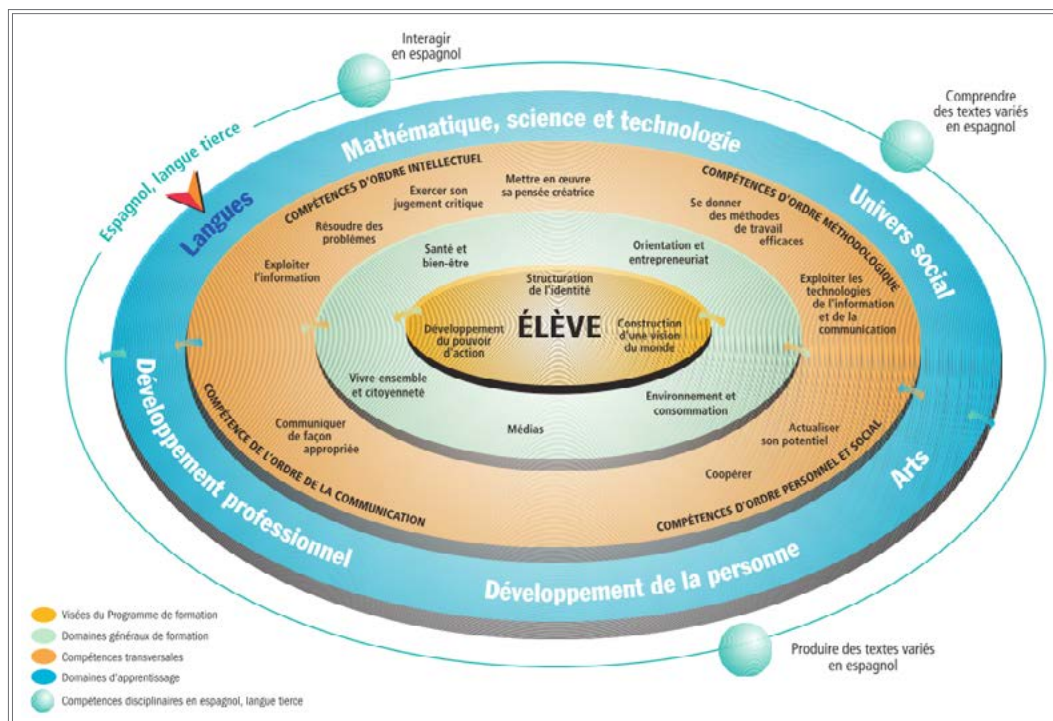 Interagir
en espagnol
Comprendre
des textes variés
en espagnol
Espagnol, langue tierce
Langues
Mathématique, science et technologie
Univers social
Arts
Développement de la personne
Développement professionnel
COMPÉTENCES D'ORDRE INTELLECTUEL
Exploiter
l'information
Résoudre des
problèmes
Exercer son
jugement critique
Mettre en œuvre
sa pensée créatrice
COMPÉTENCES D'ORDRE MÉTHODOLOGIQUE
Se donner
des méthodes
de travail
efficaces
Exploiter les
technologies
de l'information
et de la
communication
COMPÉTENCES D'ORDRE PERSONNEL ET SOCIAL
Actualiser
son potentiel
Coopérer
COMPÉTENCE DE L'ORDRE DE LA COMMUNICATION
Communiquer
de façon
appropriée
Santé et
bien-être
Orientation et
entrepreneuriat
Environnement et
consommation
Médias
Vivre ensemble
et citoyenneté
Structuration
de l'identité
ÉLÈVE
Développement
du pouvoir
d'action
Construction
d'une vision
du monde
Produire des textes variés
en espagnol
Visées du Programme de formation
Domaines généraux de formation
Compétences transversales
Domaines d'apprentissage
Compétences disciplinaires en espagnol, langue tierce